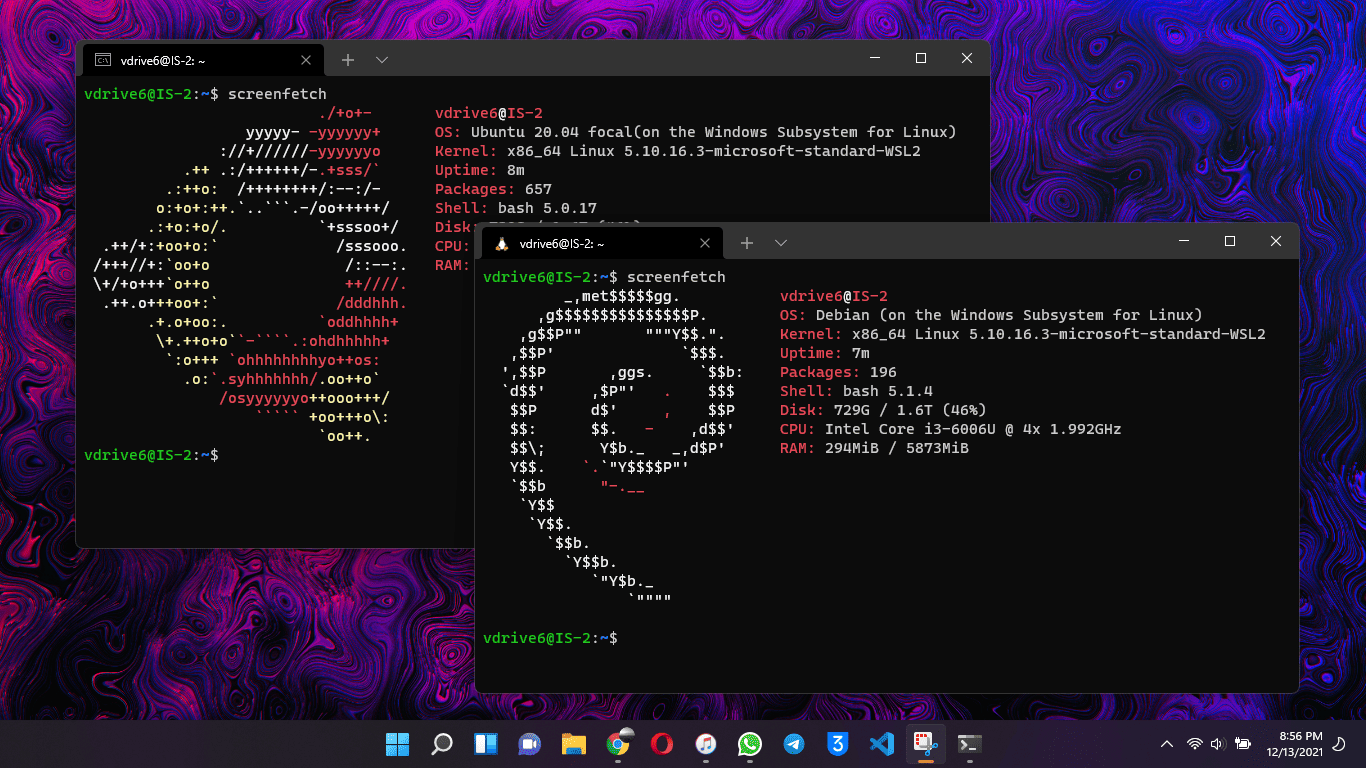 vdrive6@IS-2: ~
vdrive6@IS-2:~$ screenfetch
./+o+-
yyyyy- -yyyyyy+
://+//////-yyyyyyo
.++ .:/++++++/-.+sss/`
.:++o:  /++++++++/:--:/-
o:+o+:++.`..```.-/oo+++++/
.:+o:+o/.          `+sssoo+/
.++/+:+oo+o:`             /sssooo.
/+++//+:`oo+o               /::--:.
\+/+o+++`o++o               ++////.
.++.o+++oo+:`             /dddhhh.
.+.o+oo:.          `oddhhhh+
\+.++o+o``-````.:ohdhhhhh+
`:o+++ `ohhhhhhhhyo++os:
.o:`.syhhhhhhh/.oo++o`
/osyyyyyyo++ooo+++/
````` +oo+++o\:
`oo++.
vdrive6@IS-2
OS: Ubuntu 20.04 focal(on the Windows Subsystem for Linux)
Kernel: x86_64 Linux 5.10.16.3-microsoft-standard-WSL2
Uptime: 8m
Packages: 657
Shell: bash 5.0.17
Disk:
CPU:
RAM:
vdrive6@IS-2:~$
vdrive6@IS-2: ~
vdrive6@IS-2:~$ screenfetch
_,met$$$$$gg.
,g$$$$$$$$$$$$$$$P.
,g$$P""       """Y$$.".
,$$P'              `$$$.
',$$P       ,ggs.     `$$b:
`d$$'     ,$P"'   .    $$$
$$P      d$'     ,    $$P
$$:      $$.   -    ,d$$'
$$\;      Y$b._   _,d$P'
Y$$.    `.`"Y$$$$P"'
`$$b      "-.__
`Y$$
`Y$$.
`$$b.
`Y$$b.
`"Y$b._
`""""
vdrive6@IS-2
OS: Debian (on the Windows Subsystem for Linux)
Kernel: x86_64 Linux 5.10.16.3-microsoft-standard-WSL2
Uptime: 7m
Packages: 196
Shell: bash 5.1.4
Disk: 729G / 1.6T (46%)
CPU: Intel Core i3-6006U @ 4x 1.992GHz
RAM: 294MiB / 5873MiB
vdrive6@IS-2:~$
8:56 PM
12/13/2021